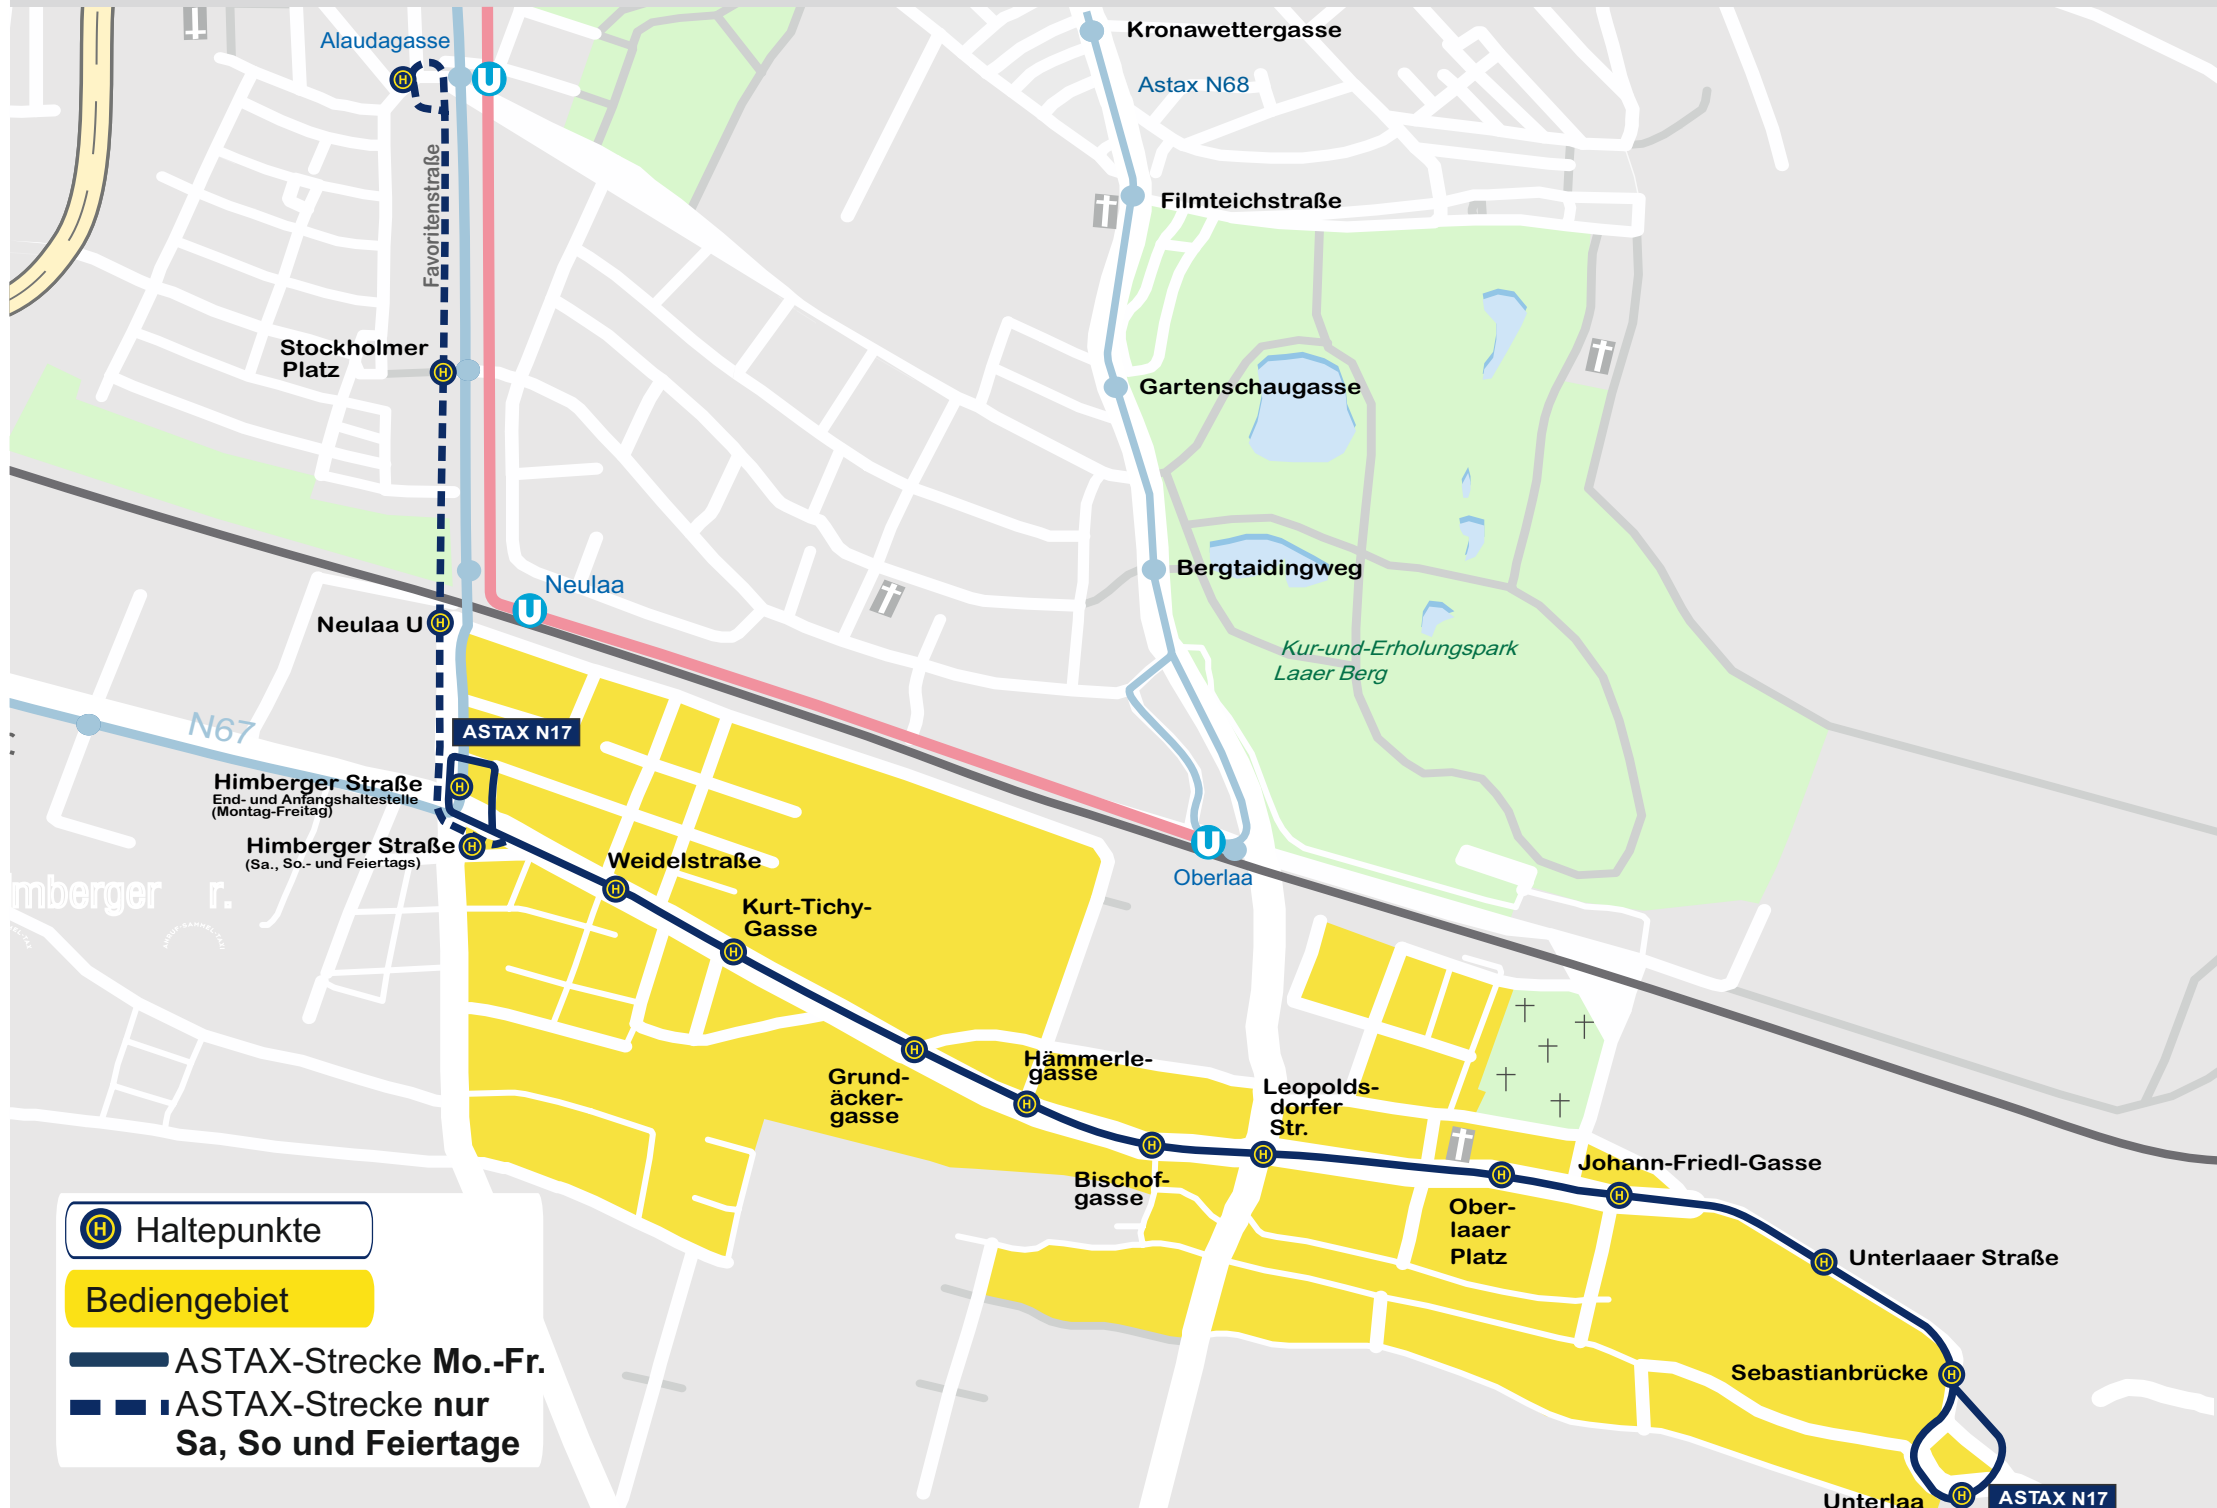 Alaudagasse
U
H
Kronawettergasse
Astax N68
Favoritenstraße
Filmteichstraße
Stockholmer
Platz
H
Gartenschaugasse
Bergtaidingweg
Neulaa
U
Neulaa U
H
Kur-und-Erholungspark
Laaer Berg
N67
ASTAX N17
Himberger Straße
End- und Anfangshaltestelle
(Montag-Freitag)
H
Himberger Straße
(Sa., So.- und Feiertags)
H
U
Oberlaa
Weidelstraße
H
mberger r.
Kurt-Tichy-
Gasse
H
H
Grund-
äcker-
gasse
Hämmerle-
gasse
H
Leopolds-
dorfer
Str.
H
Bischof-
gasse
H
Johann-Friedl-Gasse
H
Ober-
laaer
Platz
H
Unterlaaer Straße
H
Sebastianbrücke
H
Unterlaa
H
ASTAX N17
H Haltepunkte
Bediengebiet
ASTAX-Strecke Mo.-Fr.
ASTAX-Strecke nur
Sa, So und Feiertage